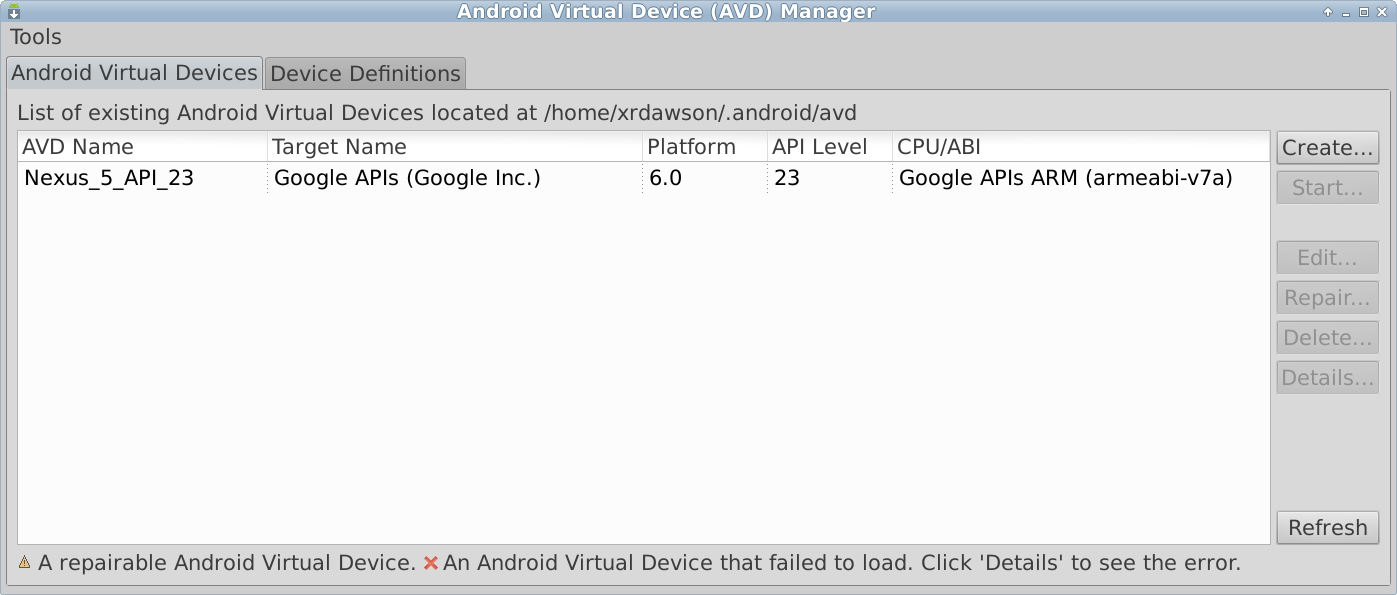 Android Virtual Device (AVD) Manager
Tools
Android Virtual Devices Device Definitions
List of existing Android Virtual Devices located at /home/xrdawson/.android/avd
AVD Name Target Name Platform API Level CPU/ABI
Nexus_5_API_23 Google APIs (Google Inc.) 6.0 23 Google APIs ARM (armeabi-v7a)
Create...
Start...
Edit...
Repair...
Delete...
Details...
Refresh
A repairable Android Virtual Device. An Android Virtual Device that failed to load. Click 'Details' to see the error.